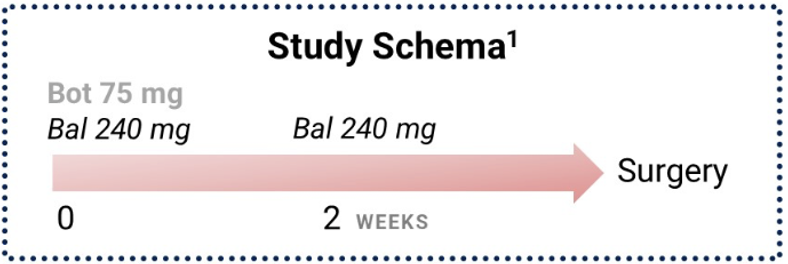 Study Schema¹
Bot 75 mg
Bal 240 mg Bal 240 mg
Surgery
0 2 WEEKS